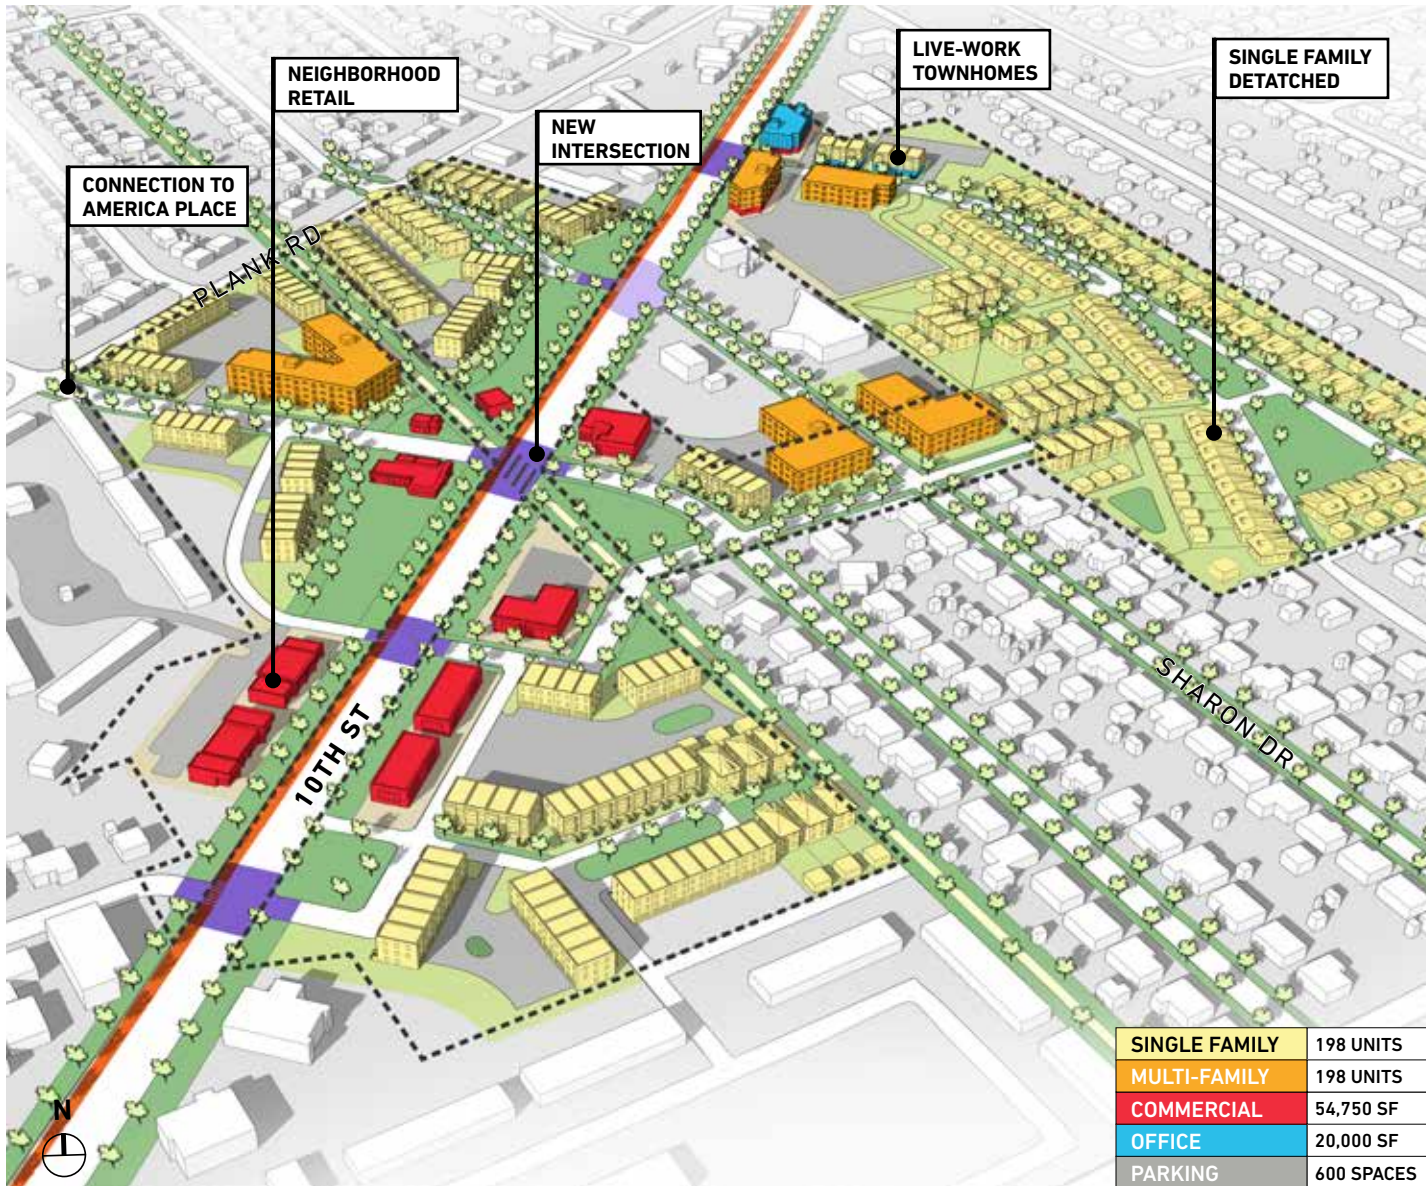 LIVE-WORK
TOWNHOMES
SINGLE FAMILY
DETATCHED
NEIGHBORHOOD
RETAIL
NEW
INTERSECTION
CONNECTION TO
AMERICA PLACE
PLANK RD
10TH ST
SHARON DR
N
SINGLE FAMILY 198 UNITS
MULTI-FAMILY 198 UNITS
COMMERCIAL 54,750 SF
OFFICE 20,000 SF
PARKING 600 SPACES